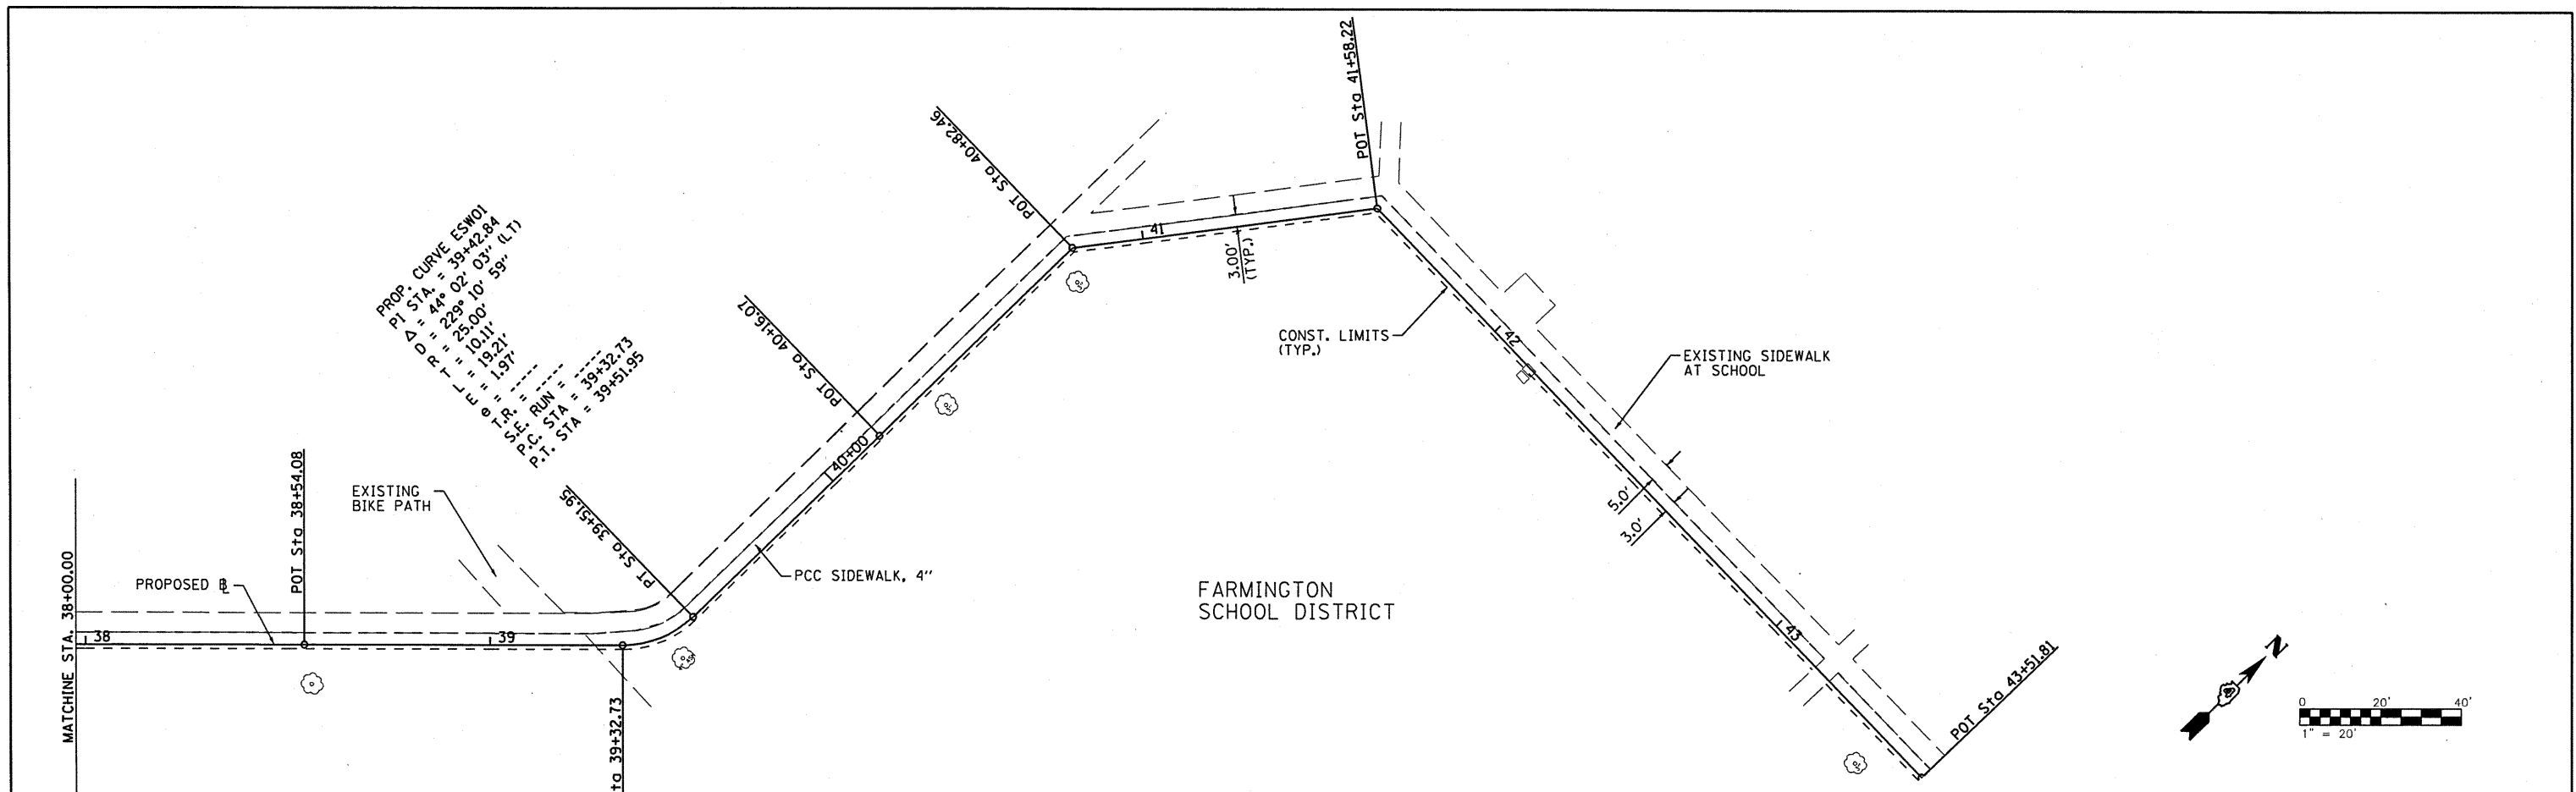 POT Sta 41+58.22
POT Sta 40+82.46
PROP. CURVE ESW01
PI STA. = 39+42.84
Δ = 44° 02' 03" (LT)
D = 229° 10' 59"
R = 25.00'
T = 10.11'
L = 19.21'
E = 1.97'
e = -----
T.R. = -----
S.E. RUN = -----
P.C. STA = 39+32.73
P.T. STA = 39+51.95
POT Sta 40+16.07
41
3.00'
(TYP.)
CONST. LIMITS
(TYP.)
42
EXISTING SIDEWALK
AT SCHOOL
POT Sta 38+54.08
EXISTING
BIKE PATH
PT Sta 39+51.95
40+00
5.0'
3.0'
MATCHINE STA. 38+00.00
PROPOSED ℄
PCC SIDEWALK, 4"
FARMINGTON
SCHOOL DISTRICT
38
39
43
POT Sta 43+51.81
N
ta 39+32.73
0 20' 40'
1" = 20'